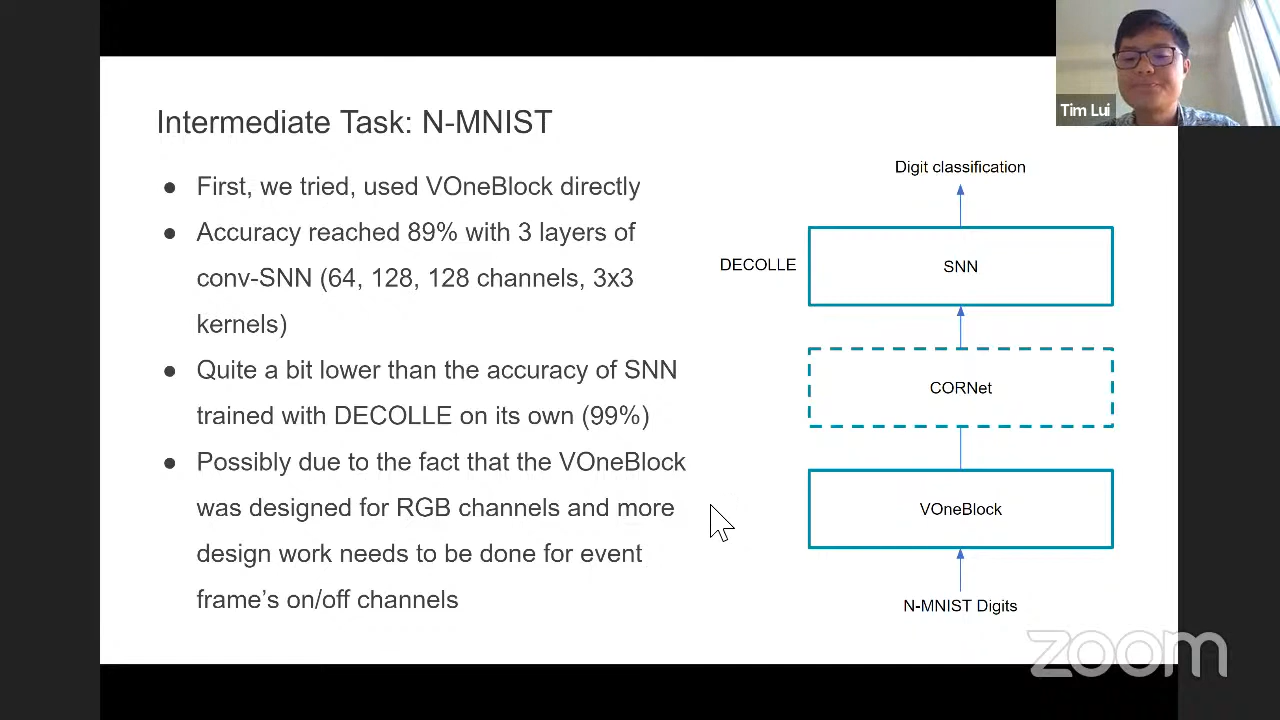 Intermediate Task: N-MNIST
● First, we tried, used VOneBlock directly
● Accuracy reached 89% with 3 layers of
conv-SNN (64, 128, 128 channels, 3x3
kernels)
● Quite a bit lower than the accuracy of SNN
trained with DECOLLE on its own (99%)
● Possibly due to the fact that the VOneBlock
was designed for RGB channels and more
design work needs to be done for event
frame's on/off channels
Digit classification
DECOLLE
SNN
CORNet
VOneBlock
N-MNIST Digits
Tim Lui
zoom